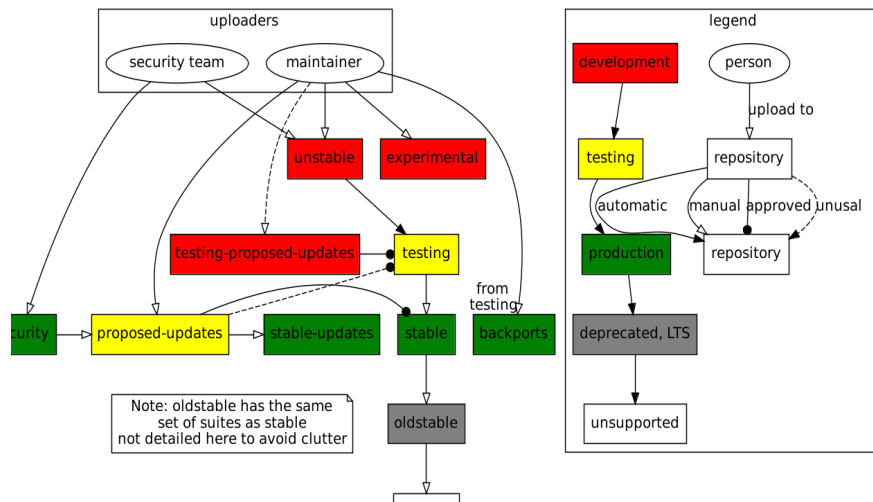 uploaders
security team
maintainer
unstable
experimental
testing-proposed-updates
testing
from
testing
curity
proposed-updates
stable-updates
stable
backports
Note: oldstable has the same
set of suites as stable
not detailed here to avoid clutter
oldstable
legend
development
person
upload to
testing
repository
automatic
manual
approved
unusal
production
repository
deprecated, LTS
unsupported